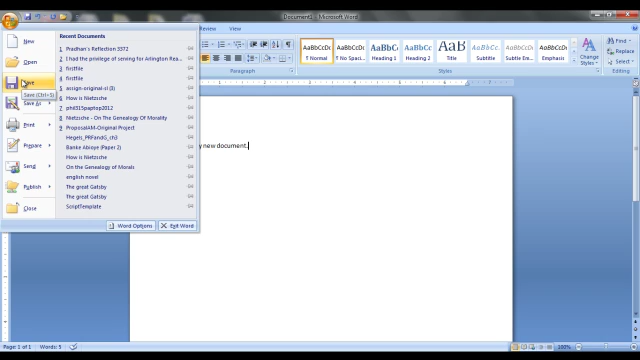 Document1 - Microsoft Word
Review View
New
Open
Save
Save (Ctrl+S)
Save As
Print
Prepare
Send
Publish
Close
Recent Documents
1 Pradhan's Reflection 3372
2 I had the privilege of serving for Arlington Rea...
3 firstfile
4 firstfile
5 assign-original-sl (3)
6 How is Nietzsche
7 phil315paptop2012
8 Nietzsche - On The Genealogy Of Morality
9 ProposalAM-Original Project
Hegels_PRFandG_ch3
Banke Abioye (Paper 2)
How is Nietzsche
On the Genealogy of Morals
english novel
The great Gatsby
The great Gatsby
ScriptTemplate
Word Options Exit Word
AaBbCcDc AaBbCcDc AaBbCc AaBbCc AaB AaBbCc. AaBbCcDc AaBbCcDc
¶ Normal ¶ No Spaci... Heading 1 Heading 2 Title Subtitle Subtle Em... Emphasis
Change
Styles
Find
Replace
Select
Paragraph Styles Editing
y new document.
Page: 1 of 1 Words: 5 100%